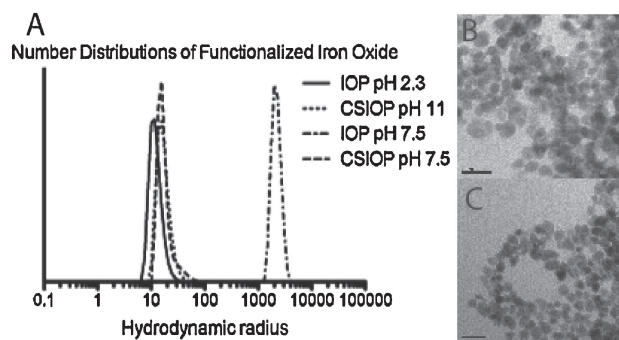 A
Number Distributions of Functionalized Iron Oxide
IOP pH 2.3
CSIOP pH 11
IOP pH 7.5
CSIOP pH 7.5
0.1 1 10 100 1000 10000 100000
Hydrodynamic radius
B
C